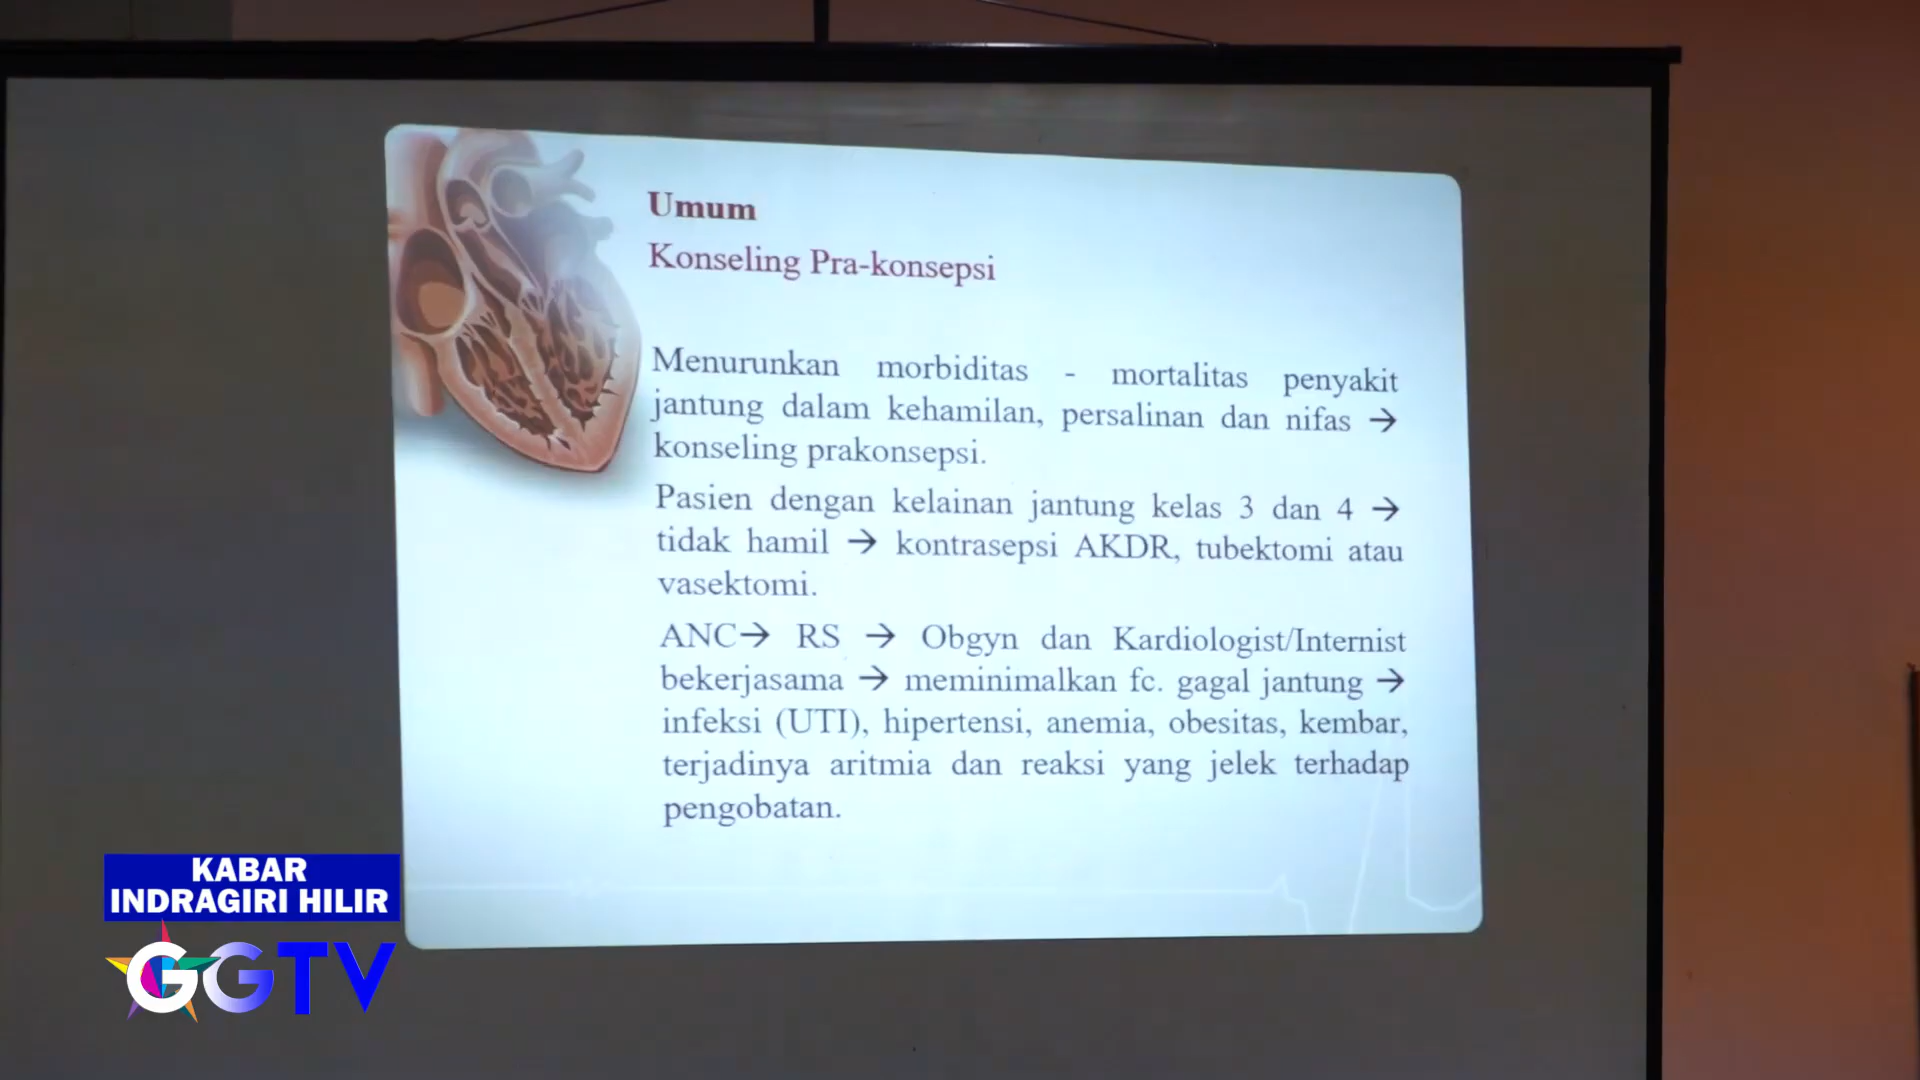 Umum
Konseling Pra-konsepsi
Menurunkan morbiditas - mortalitas penyakit
jantung dalam kehamilan, persalinan dan nifas →
konseling prakonsepsi.
Pasien dengan kelainan jantung kelas 3 dan 4 →
tidak hamil → kontrasepsi AKDR, tubektomi atau
vasektomi.
ANC→ RS → Obgyn dan Kardiologist/Internist
bekerjasama → meminimalkan fc. gagal jantung →
infeksi (UTI), hipertensi, anemia, obesitas, kembar,
terjadinya aritmia dan reaksi yang jelek terhadap
pengobatan.
KABAR
INDRAGIRI HILIR
GGTV